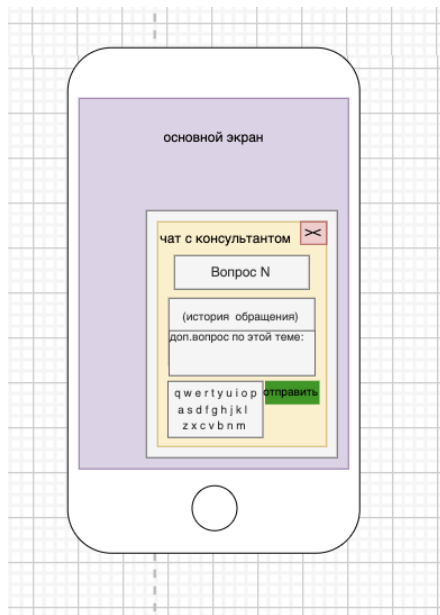 основной экран
чат с консультантом
><
Вопрос N
(история обращения)
доп.вопрос по этой теме:
q w e r t y u i o p
отправить
a s d f g h j k l
z x c v b n m